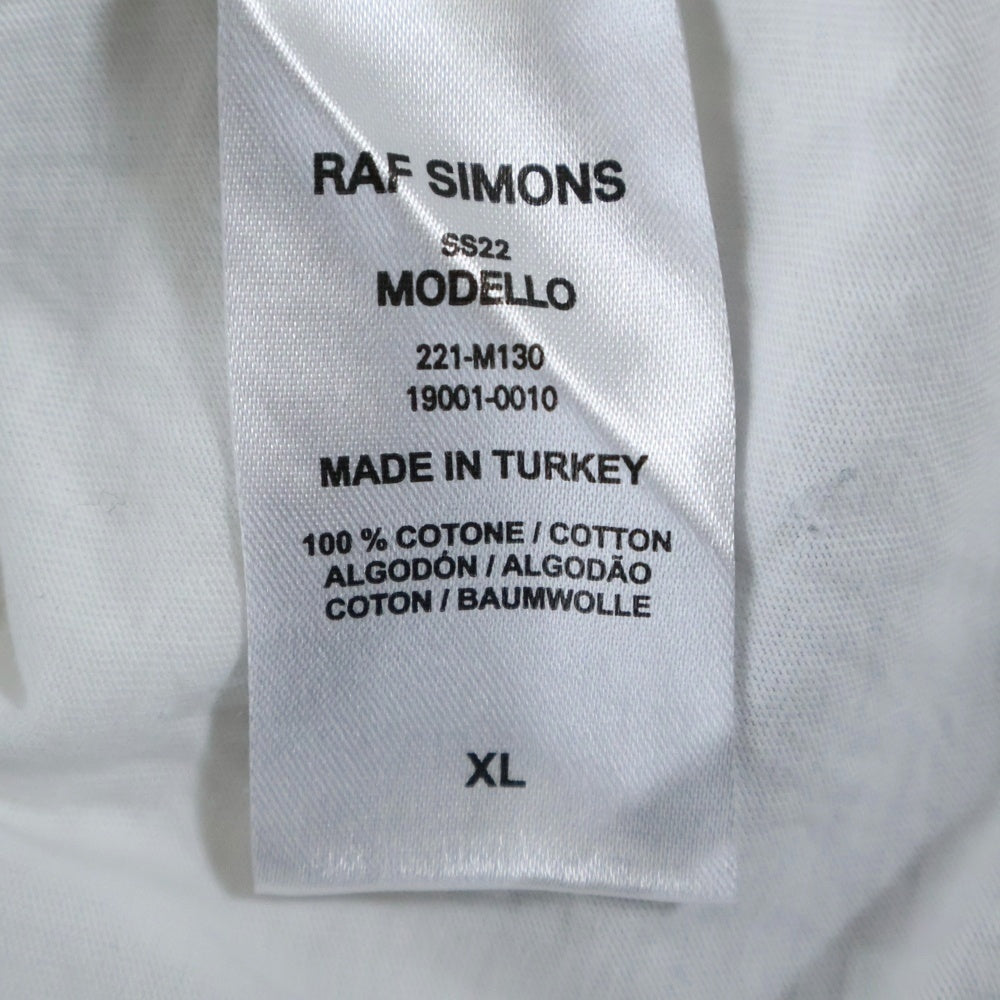 RAF SIMONS
SS22
MODELLO
221-M130
19001-0010
MADE IN TURKEY
100 % COTONE / COTTON
ALGODÓN / ALGODÃO
COTON / BAUMWOLLE
XL